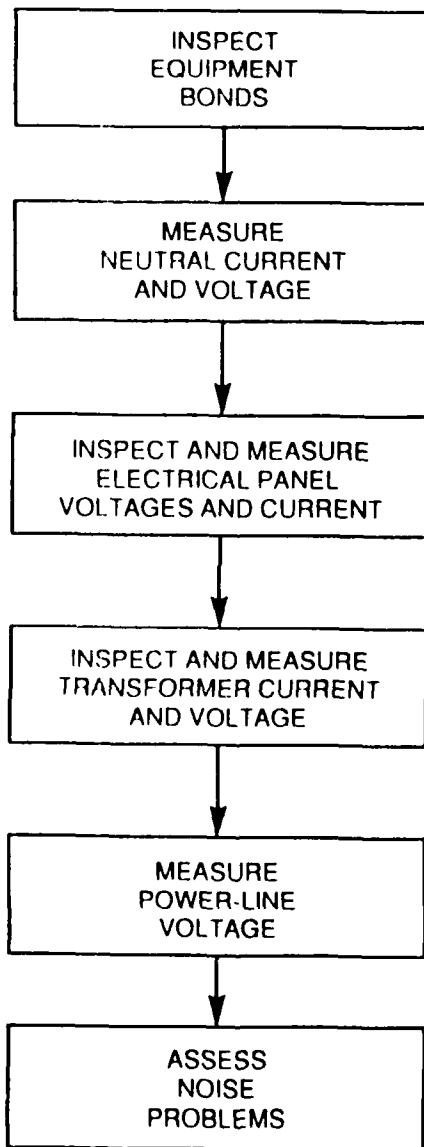 INSPECT
EQUIPMENT
BONDS
MEASURE
NEUTRAL CURRENT
AND VOLTAGE
INSPECT AND MEASURE
ELECTRICAL PANEL
VOLTAGES AND CURRENT
INSPECT AND MEASURE
TRANSFORMER CURRENT
AND VOLTAGE
MEASURE
POWER-LINE
VOLTAGE
ASSESS
NOISE
PROBLEMS